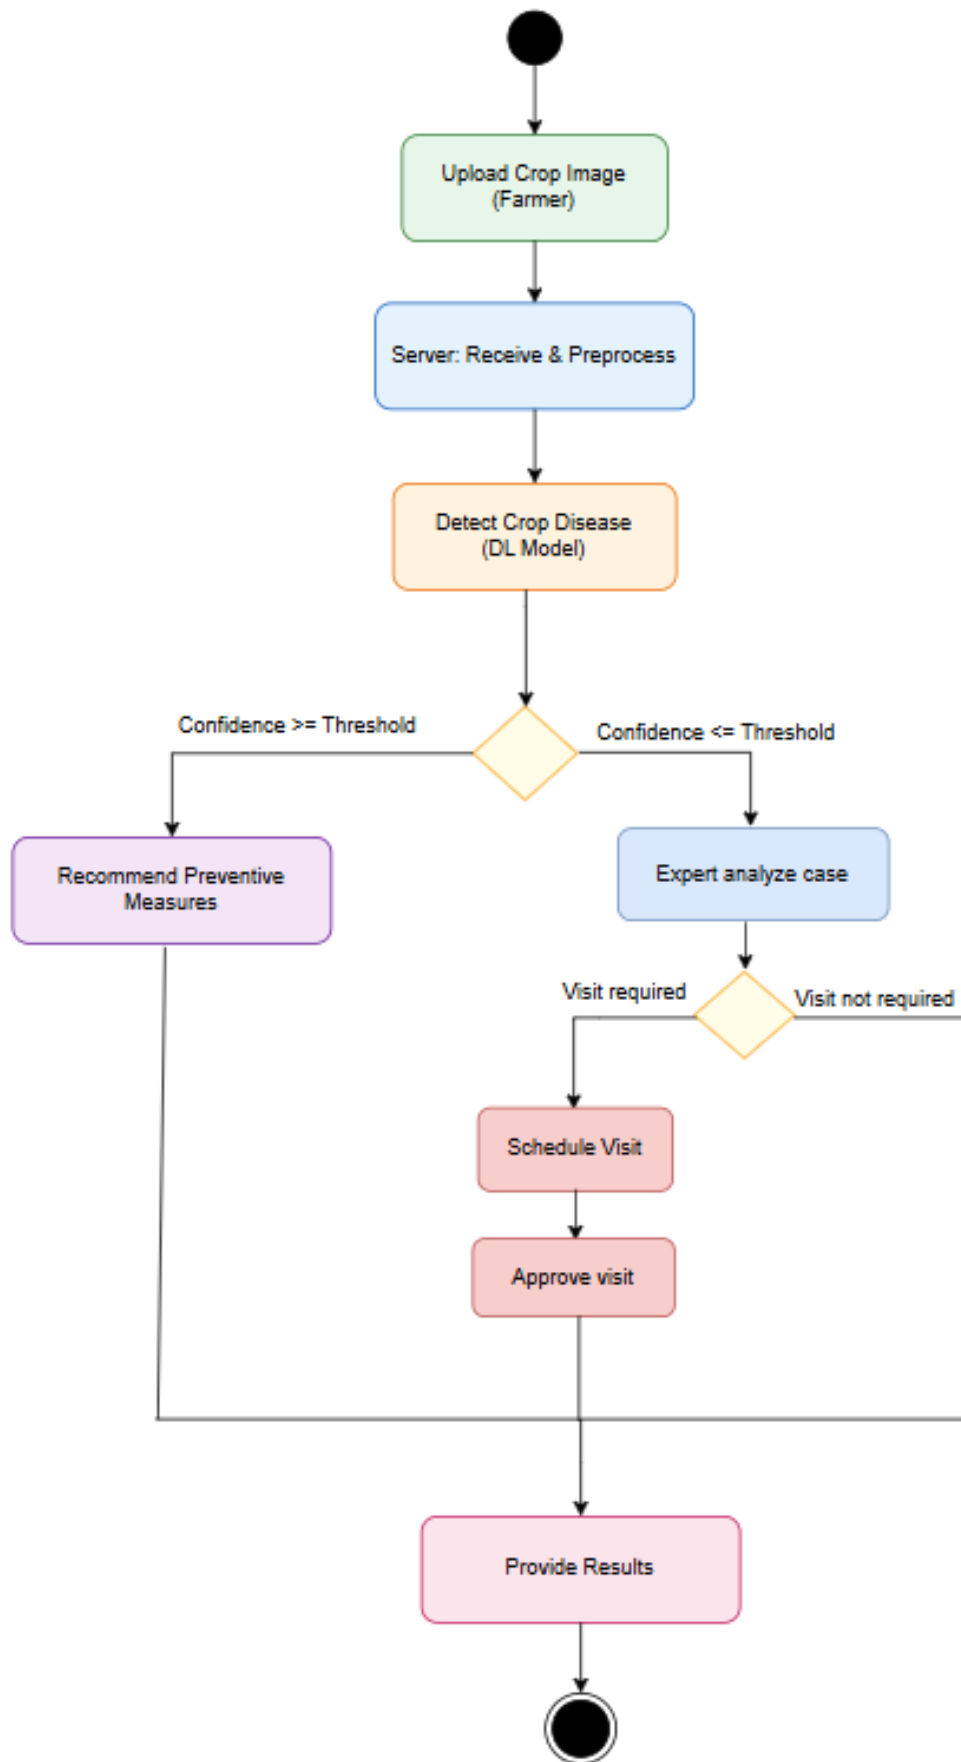 Upload Crop Image
(Farmer)
Server: Receive & Preprocess
Detect Crop Disease
(DL Model)
Confidence >= Threshold
Confidence <= Threshold
Recommend Preventive
Measures
Expert analyze case
Visit required
Visit not required
Schedule Visit
Approve visit
Provide Results